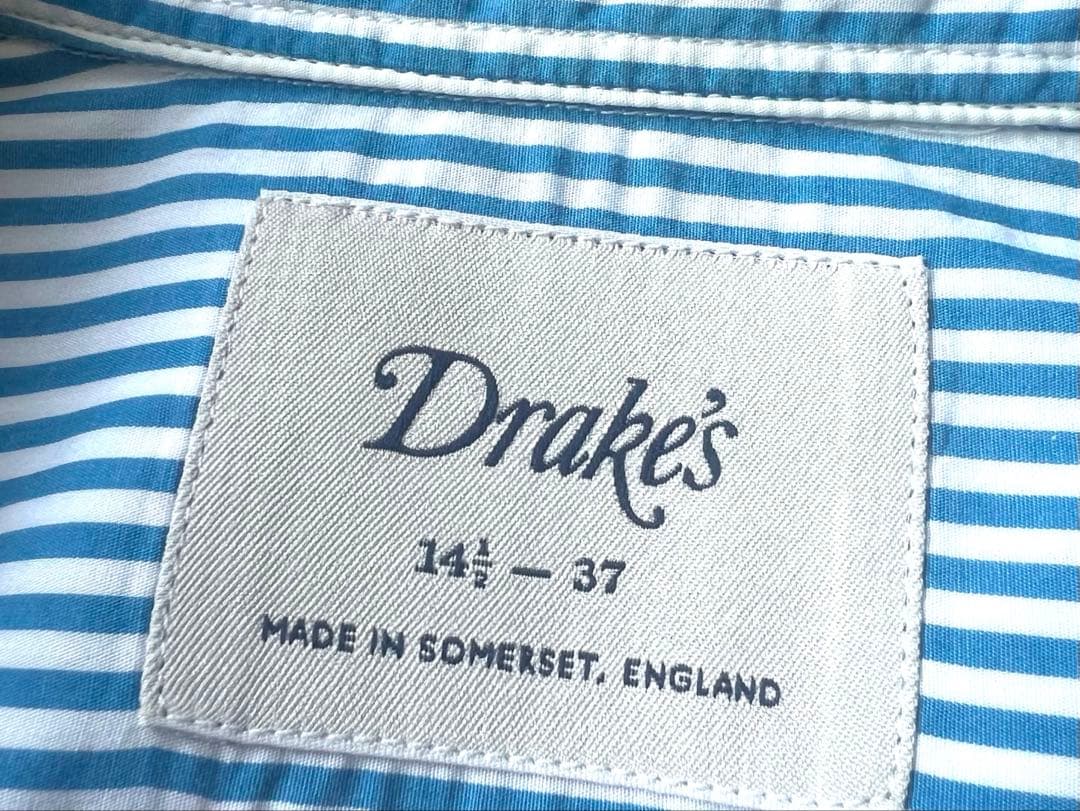 Drake's
14½ — 37
MADE IN SOMERSET, ENGLAND